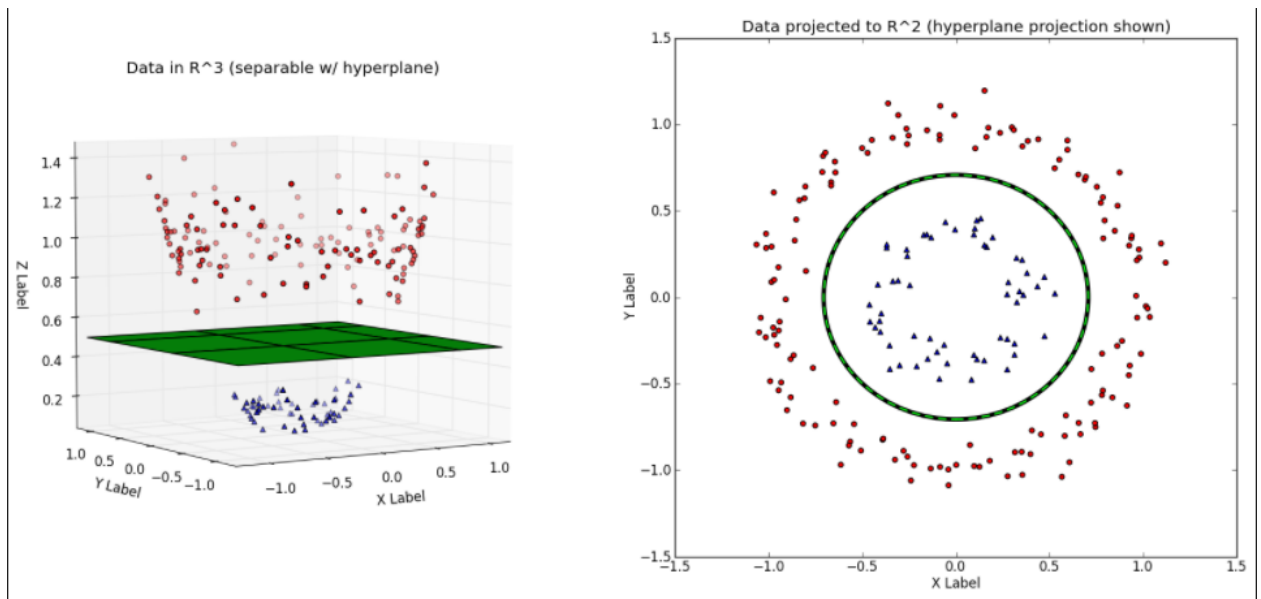 Data in R^3 (separable w/ hyperplane)
1.4
1.2
1.0
0.8
0.6
0.4
0.2
Z Label
1.0 0.5 0.0 −0.5 −1.0
Y Label
−1.0 −0.5 0.0 0.5 1.0
X Label
Data projected to R^2 (hyperplane projection shown)
1.5
1.0
0.5
0.0
−0.5
−1.0
−1.5
Y Label
−1.5 −1.0 −0.5 0.0 0.5 1.0 1.5
X Label